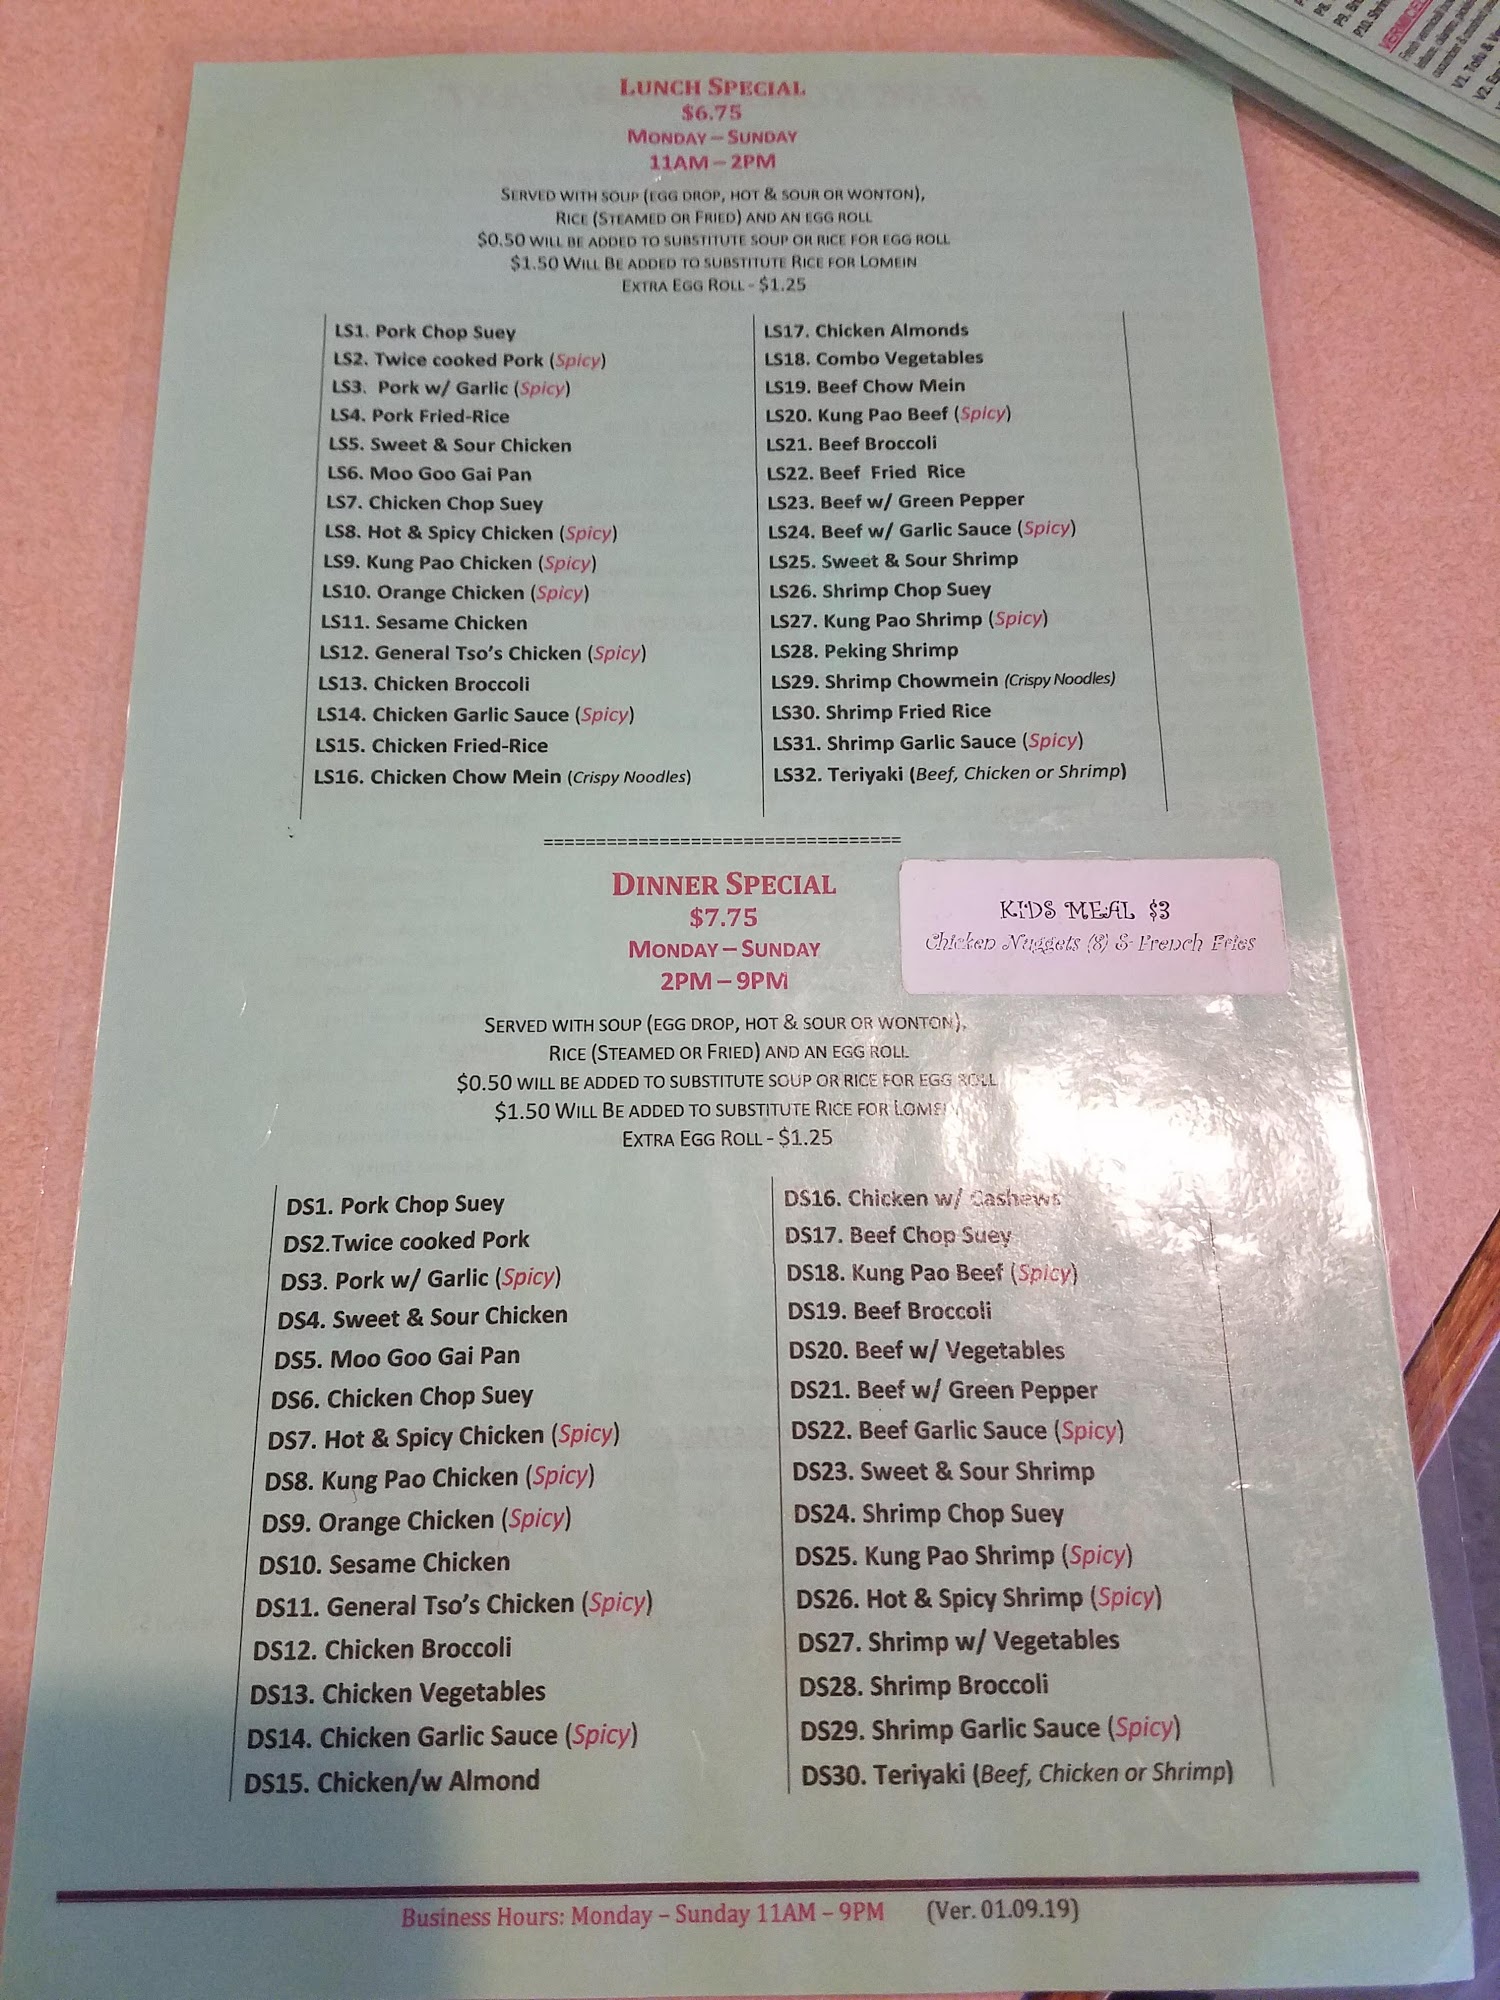 LUNCH SPECIAL
$6.75
MONDAY – SUNDAY
11AM – 2PM
SERVED WITH SOUP (EGG DROP, HOT & SOUR OR WONTON),
RICE (STEAMED OR FRIED) AND AN EGG ROLL
$0.50 WILL BE ADDED TO SUBSTITUTE SOUP OR RICE FOR EGG ROLL
$1.50 WILL BE ADDED TO SUBSTITUTE RICE FOR LOMEIN
EXTRA EGG ROLL - $1.25
LS1. Pork Chop Suey
LS2. Twice cooked Pork (Spicy)
LS3. Pork w/ Garlic (Spicy)
LS4. Pork Fried-Rice
LS5. Sweet & Sour Chicken
LS6. Moo Goo Gai Pan
LS7. Chicken Chop Suey
LS8. Hot & Spicy Chicken (Spicy)
LS9. Kung Pao Chicken (Spicy)
LS10. Orange Chicken (Spicy)
LS11. Sesame Chicken
LS12. General Tso's Chicken (Spicy)
LS13. Chicken Broccoli
LS14. Chicken Garlic Sauce (Spicy)
LS15. Chicken Fried-Rice
LS16. Chicken Chow Mein (Crispy Noodles)
LS17. Chicken Almonds
LS18. Combo Vegetables
LS19. Beef Chow Mein
LS20. Kung Pao Beef (Spicy)
LS21. Beef Broccoli
LS22. Beef Fried Rice
LS23. Beef w/ Green Pepper
LS24. Beef w/ Garlic Sauce (Spicy)
LS25. Sweet & Sour Shrimp
LS26. Shrimp Chop Suey
LS27. Kung Pao Shrimp (Spicy)
LS28. Peking Shrimp
LS29. Shrimp Chowmein (Crispy Noodles)
LS30. Shrimp Fried Rice
LS31. Shrimp Garlic Sauce (Spicy)
LS32. Teriyaki (Beef, Chicken or Shrimp)
==================================
DINNER SPECIAL
$7.75
MONDAY – SUNDAY
2PM – 9PM
KIDS MEAL $3
Chicken Nuggets (8) & French Fries
SERVED WITH SOUP (EGG DROP, HOT & SOUR OR WONTON),
RICE (STEAMED OR FRIED) AND AN EGG ROLL
$0.50 WILL BE ADDED TO SUBSTITUTE SOUP OR RICE FOR EGG ROLL
$1.50 WILL BE ADDED TO SUBSTITUTE RICE FOR LOMEIN
EXTRA EGG ROLL - $1.25
DS1. Pork Chop Suey
DS2.Twice cooked Pork
DS3. Pork w/ Garlic (Spicy)
DS4. Sweet & Sour Chicken
DS5. Moo Goo Gai Pan
DS6. Chicken Chop Suey
DS7. Hot & Spicy Chicken (Spicy)
DS8. Kung Pao Chicken (Spicy)
DS9. Orange Chicken (Spicy)
DS10. Sesame Chicken
DS11. General Tso's Chicken (Spicy)
DS12. Chicken Broccoli
DS13. Chicken Vegetables
DS14. Chicken Garlic Sauce (Spicy)
DS15. Chicken/w Almond
DS16. Chicken w/ Cashews
DS17. Beef Chop Suey
DS18. Kung Pao Beef (Spicy)
DS19. Beef Broccoli
DS20. Beef w/ Vegetables
DS21. Beef w/ Green Pepper
DS22. Beef Garlic Sauce (Spicy)
DS23. Sweet & Sour Shrimp
DS24. Shrimp Chop Suey
DS25. Kung Pao Shrimp (Spicy)
DS26. Hot & Spicy Shrimp (Spicy)
DS27. Shrimp w/ Vegetables
DS28. Shrimp Broccoli
DS29. Shrimp Garlic Sauce (Spicy)
DS30. Teriyaki (Beef, Chicken or Shrimp)
Business Hours: Monday – Sunday 11AM – 9PM (Ver. 01.09.19)